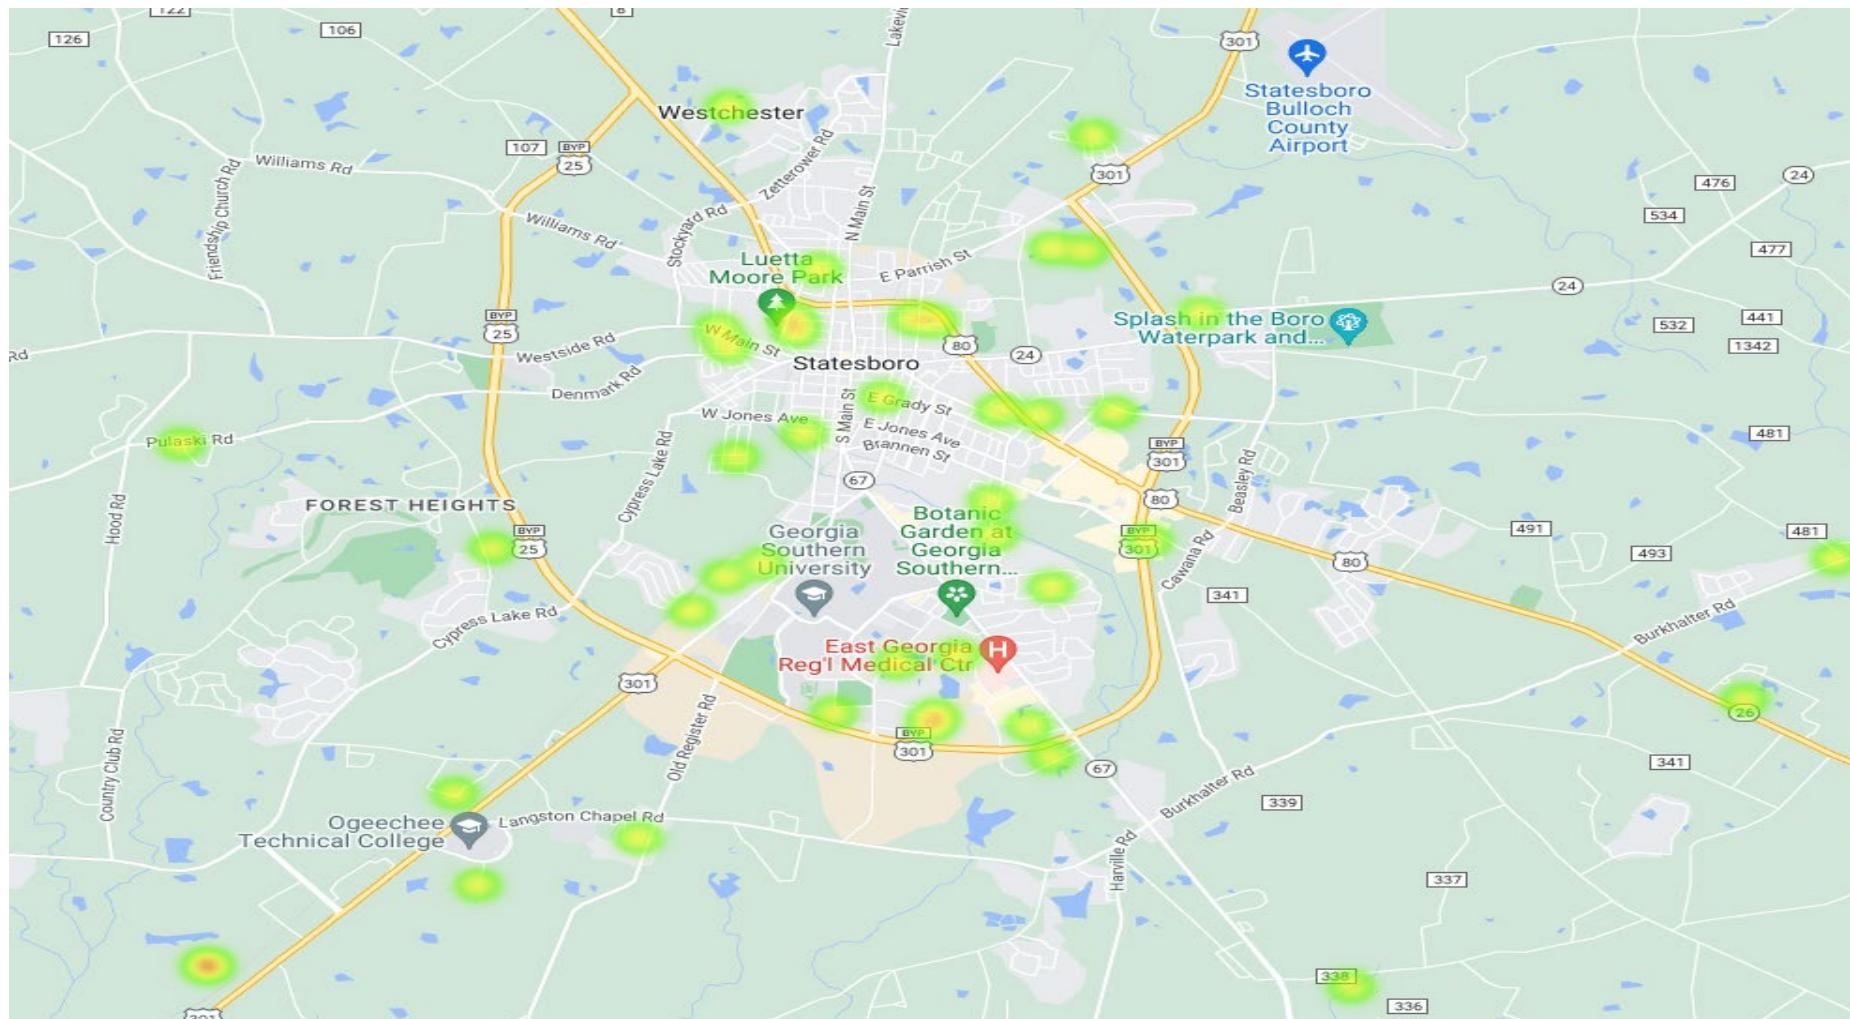 122
8
126
106
Lakevi
301
Statesboro
Bulloch
County
Airport
Westchester
107
BYP
25
Williams Rd
Zetterower Rd
301
24
476
Friendship Church Rd
Stockyard Rd
N Main St
534
Williams Rd
477
Luetta
Moore Park
E Parrish St
24
BYP
25
W Main St
Splash in the Boro
Waterpark and...
441
532
1342
Rd
Westside Rd
80
24
Statesboro
Denmark Rd
S Main St
E Grady St
W Jones Ave
E Jones Ave
Brannen St
Pulaski Rd
481
Cypress Lake Rd
BYP
301
Beasley Rd
67
80
FOREST HEIGHTS
Hood Rd
Botanic
Garden at
Georgia
Southern...
Georgia
Southern
University
BYP
25
BYP
301
491
481
Cawana Rd
493
80
341
Cypress Lake Rd
Burkhalter Rd
East Georgia
Reg'l Medical Ctr
H
301
Old Register Rd
26
BYP
301
Country Club Rd
67
341
Burkhalter Rd
339
Ogeechee
Technical College
Langston Chapel Rd
Harville Rd
337
338
336
301